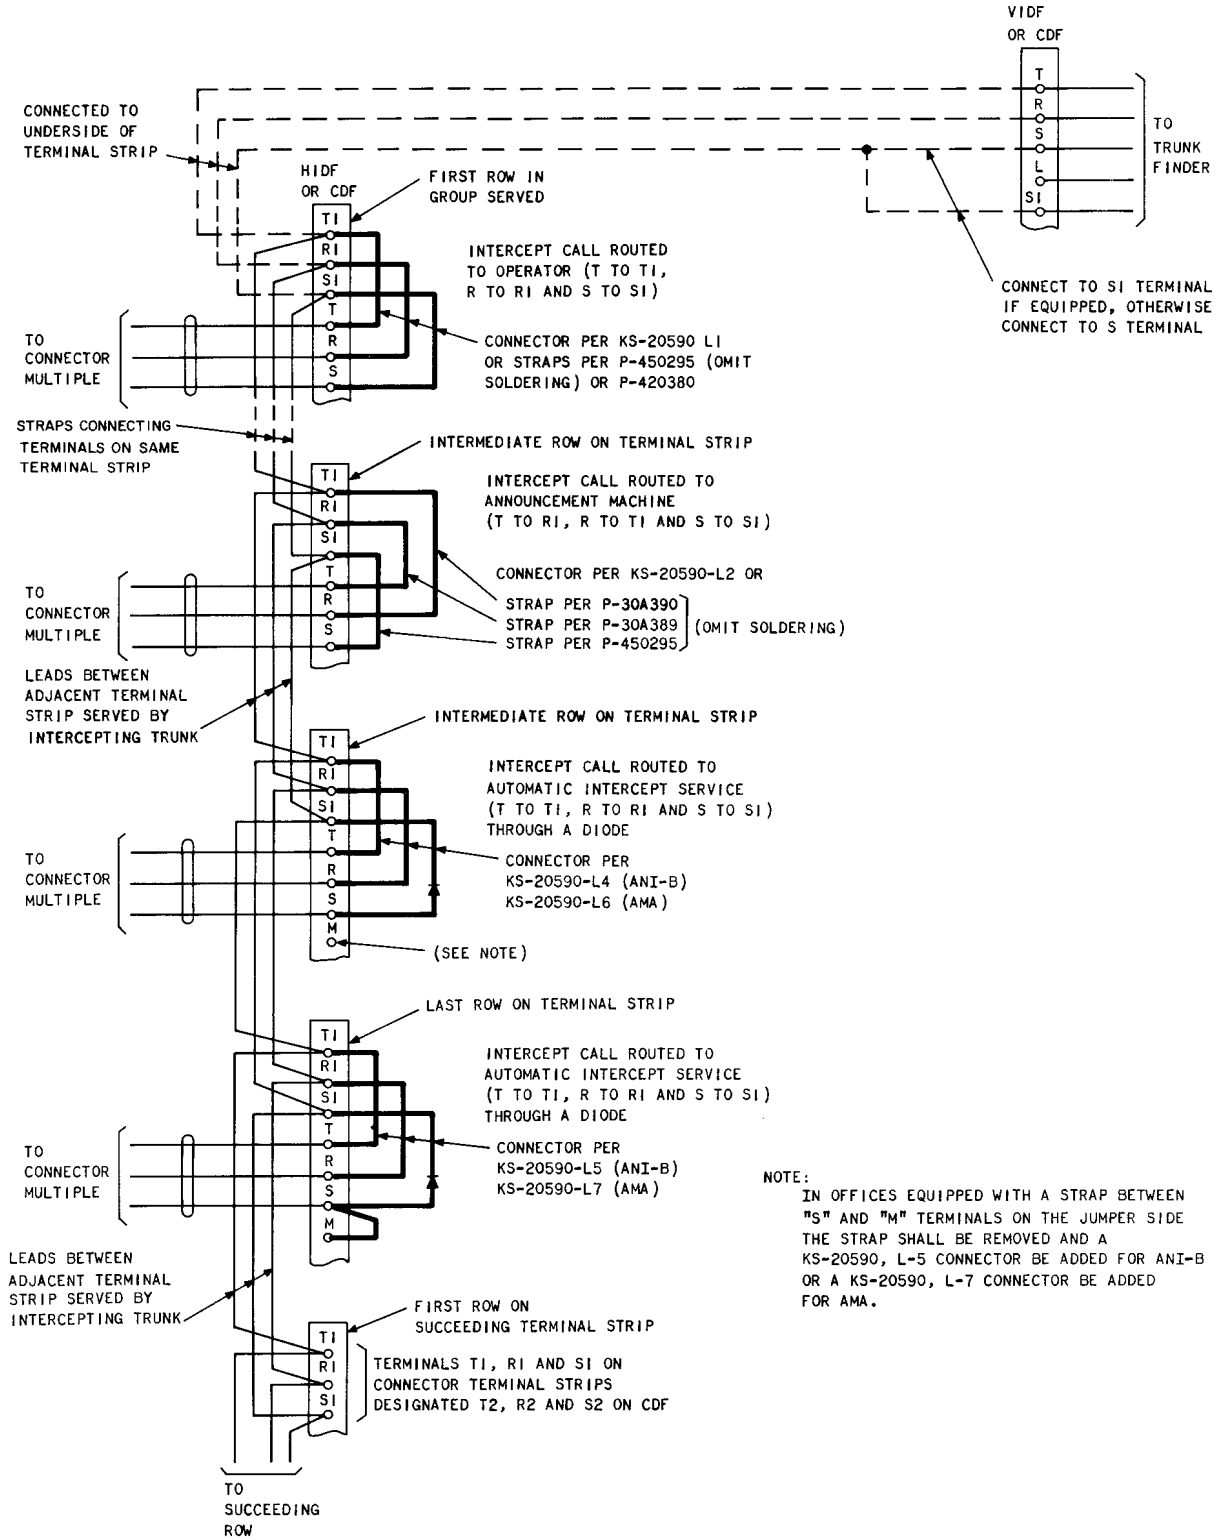 VIDF
OR CDF
T
R
S
L
SI
TO
TRUNK
FINDER
CONNECTED TO
UNDERSIDE OF
TERMINAL STRIP
HIDF
OR CDF
FIRST ROW IN
GROUP SERVED
TI
RI
SI
T
R
S
INTERCEPT CALL ROUTED
TO OPERATOR (T TO TI,
R TO RI AND S TO SI)
CONNECT TO SI TERMINAL
IF EQUIPPED, OTHERWISE
CONNECT TO S TERMINAL
TO
CONNECTOR
MULTIPLE
CONNECTOR PER KS-20590 LI
OR STRAPS PER P-450295 (OMIT
SOLDERING) OR P-420380
STRAPS CONNECTING
TERMINALS ON SAME
TERMINAL STRIP
INTERMEDIATE ROW ON TERMINAL STRIP
TI
RI
SI
T
R
S
INTERCEPT CALL ROUTED TO
ANNOUNCEMENT MACHINE
(T TO RI, R TO TI AND S TO SI)
TO
CONNECTOR
MULTIPLE
CONNECTOR PER KS-20590-L2 OR
STRAP PER P-30A390
STRAP PER P-30A389
STRAP PER P-450295
(OMIT SOLDERING)
LEADS BETWEEN
ADJACENT TERMINAL
STRIP SERVED BY
INTERCEPTING TRUNK
INTERMEDIATE ROW ON TERMINAL STRIP
TI
RI
SI
T
R
S
M
INTERCEPT CALL ROUTED TO
AUTOMATIC INTERCEPT SERVICE
(T TO TI, R TO RI AND S TO SI)
THROUGH A DIODE
TO
CONNECTOR
MULTIPLE
CONNECTOR PER
KS-20590-L4 (ANI-B)
KS-20590-L6 (AMA)
(SEE NOTE)
LAST ROW ON TERMINAL STRIP
TI
RI
SI
T
R
S
M
INTERCEPT CALL ROUTED TO
AUTOMATIC INTERCEPT SERVICE
(T TO TI, R TO RI AND S TO SI)
THROUGH A DIODE
TO
CONNECTOR
MULTIPLE
CONNECTOR PER
KS-20590-L5 (ANI-B)
KS-20590-L7 (AMA)
NOTE:
IN OFFICES EQUIPPED WITH A STRAP BETWEEN
"S" AND "M" TERMINALS ON THE JUMPER SIDE
THE STRAP SHALL BE REMOVED AND A
KS-20590, L-5 CONNECTOR BE ADDED FOR ANI-B
OR A KS-20590, L-7 CONNECTOR BE ADDED
FOR AMA.
LEADS BETWEEN
ADJACENT TERMINAL
STRIP SERVED BY
INTERCEPTING TRUNK
FIRST ROW ON
SUCCEEDING TERMINAL STRIP
TI
RI
SI
TERMINALS TI, RI AND SI ON
CONNECTOR TERMINAL STRIPS
DESIGNATED T2, R2 AND S2 ON CDF
TO
SUCCEEDING
ROW